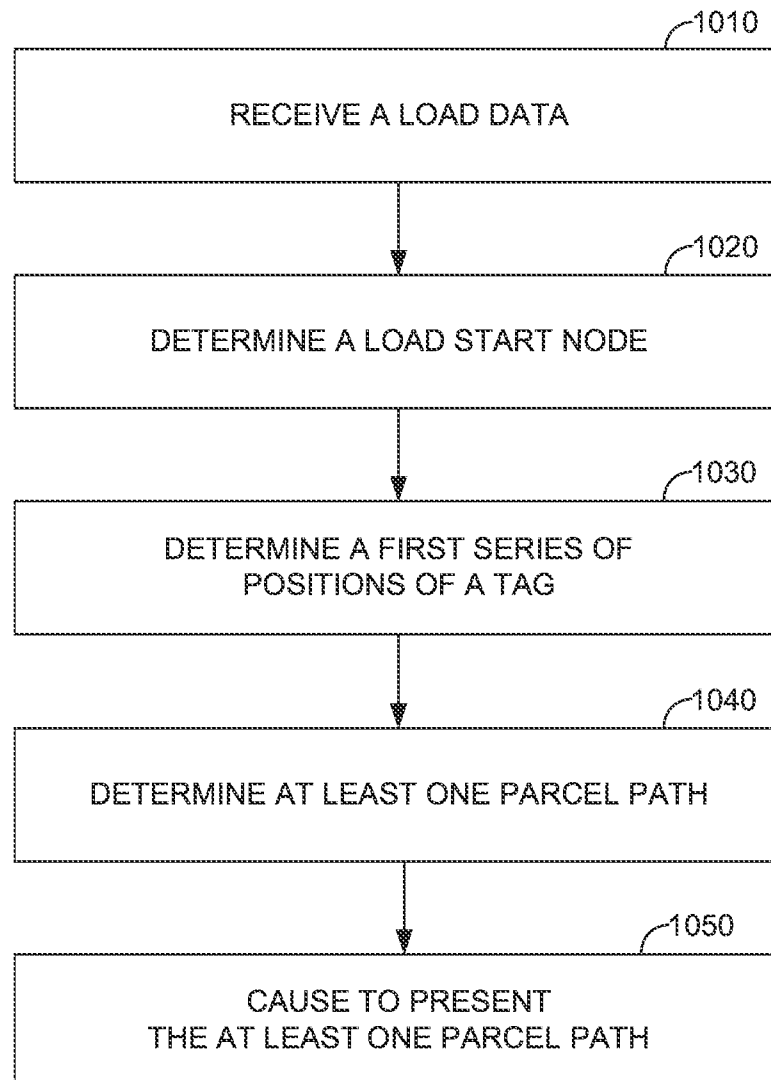 1010
RECEIVE A LOAD DATA
1020
DETERMINE A LOAD START NODE
1030
DETERMINE A FIRST SERIES OF
POSITIONS OF A TAG
1040
DETERMINE AT LEAST ONE PARCEL PATH
1050
CAUSE TO PRESENT
THE AT LEAST ONE PARCEL PATH